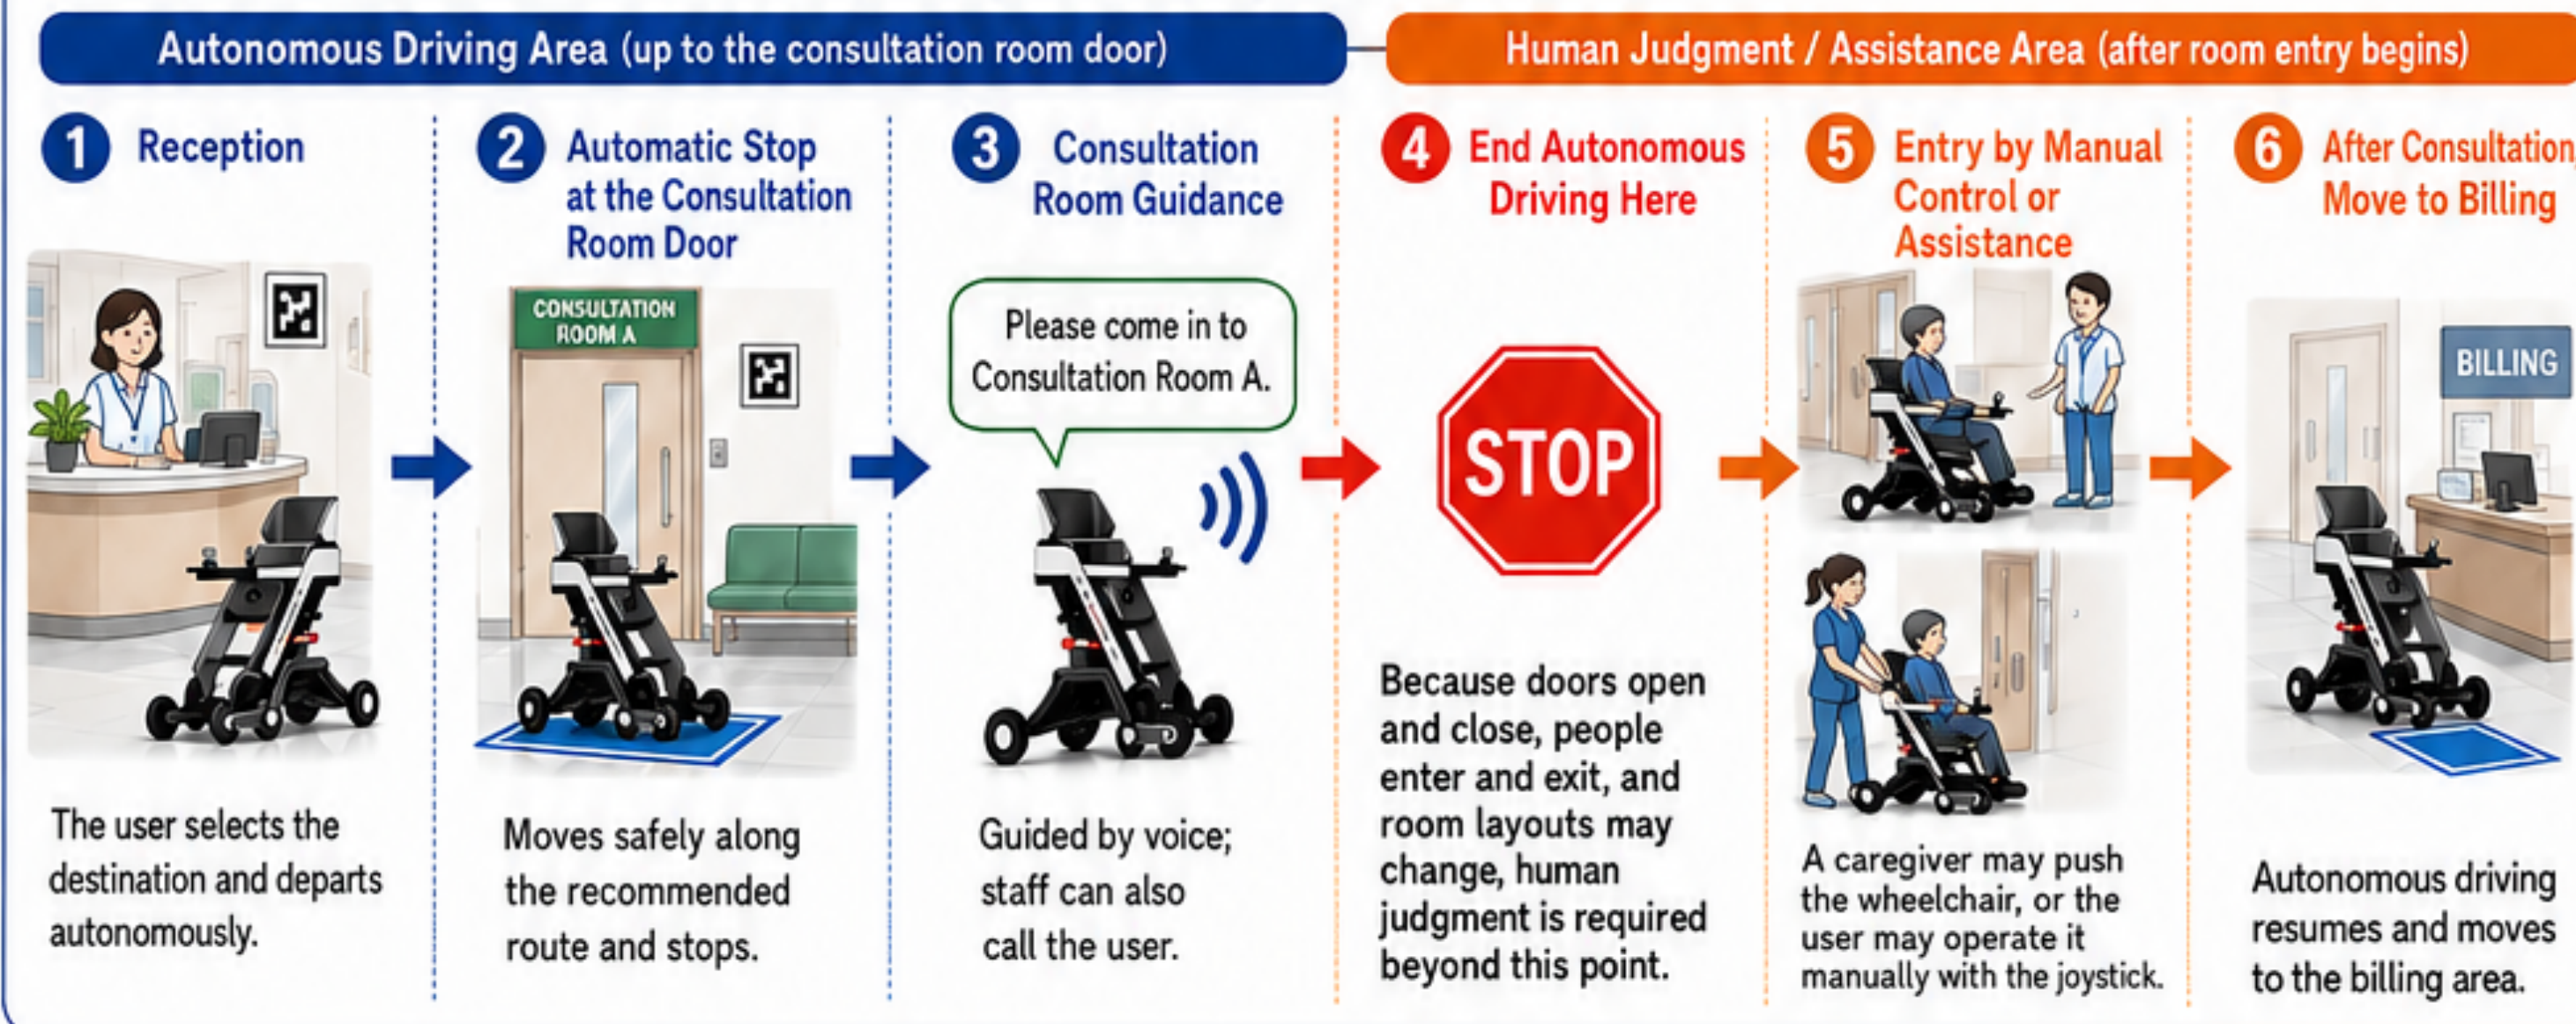 Autonomous Driving Area (up to the consultation room door)
Human Judgment / Assistance Area (after room entry begins)
1 Reception
The user selects the
destination and departs
autonomously.
2 Automatic Stop
at the Consultation
Room Door
CONSULTATION
ROOM A
Moves safely along
the recommended
route and stops.
3 Consultation
Room Guidance
Please come in to
Consultation Room A.
Guided by voice;
staff can also
call the user.
4 End Autonomous
Driving Here
STOP
Because doors open
and close, people
enter and exit, and
room layouts may
change, human
judgment is required
beyond this point.
5 Entry by Manual
Control or
Assistance
A caregiver may push
the wheelchair, or the
user may operate it
manually with the joystick.
6 After Consultation,
Move to Billing
BILLING
Autonomous driving
resumes and moves
to the billing area.